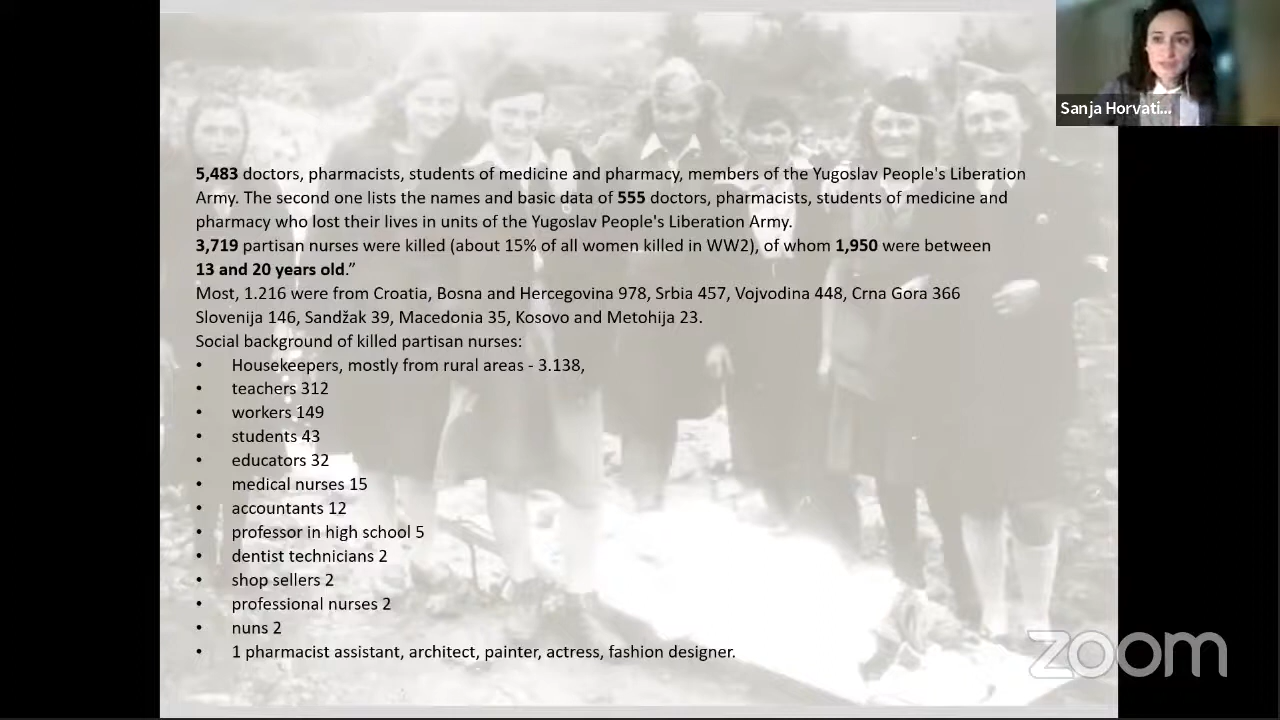 Sanja Horvati...
5,483 doctors, pharmacists, students of medicine and pharmacy, members of the Yugoslav People's Liberation
Army. The second one lists the names and basic data of 555 doctors, pharmacists, students of medicine and
pharmacy who lost their lives in units of the Yugoslav People's Liberation Army.
3,719 partisan nurses were killed (about 15% of all women killed in WW2), of whom 1,950 were between
13 and 20 years old.”
Most, 1.216 were from Croatia, Bosna and Hercegovina 978, Srbia 457, Vojvodina 448, Crna Gora 366
Slovenija 146, Sandžak 39, Macedonia 35, Kosovo and Metohija 23.
Social background of killed partisan nurses:
• Housekeepers, mostly from rural areas - 3.138,
• teachers 312
• workers 149
• students 43
• educators 32
• medical nurses 15
• accountants 12
• professor in high school 5
• dentist technicians 2
• shop sellers 2
• professional nurses 2
• nuns 2
• 1 pharmacist assistant, architect, painter, actress, fashion designer.
zoom